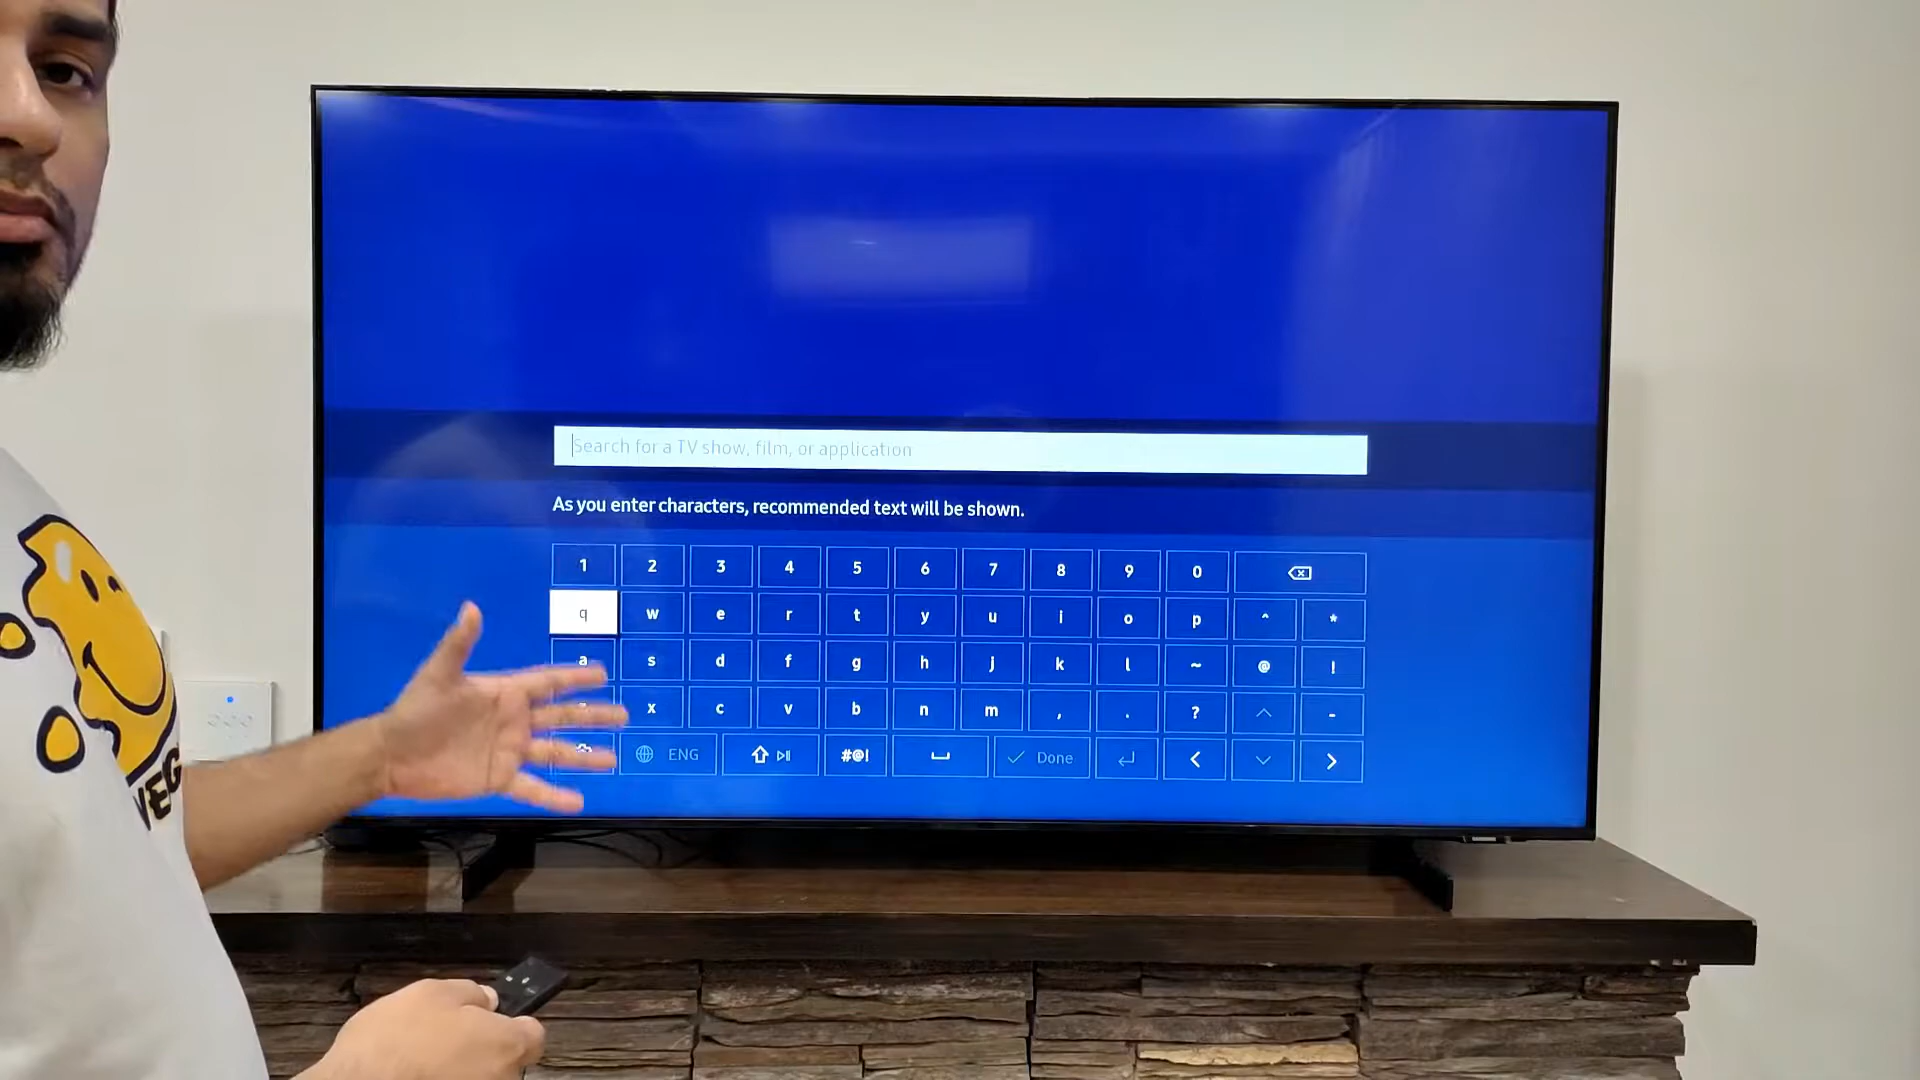 Search for a TV show, film, or application
As you enter characters, recommended text will be shown.
1 2 3 4 5 6 7 8 9 0
q w e r t y u i o p ^ *
a s d f g h j k l ~ @ !
x c v b n m , . ? -
ENG #@! Done